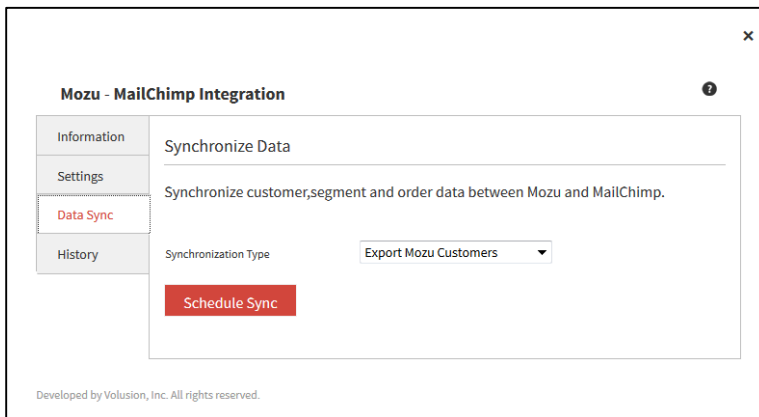 ×
Mozu - MailChimp Integration
?
Information
Settings
Data Sync
History
Synchronize Data
Synchronize customer,segment and order data between Mozu and MailChimp.
Synchronization Type
Export Mozu Customers
Schedule Sync
Developed by Volusion, Inc. All rights reserved.